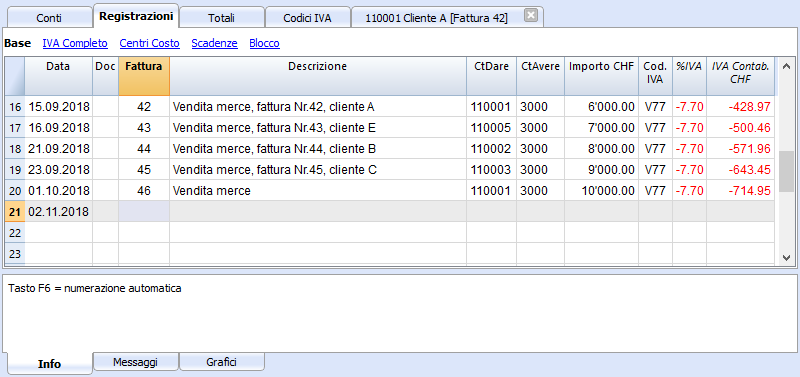 Conti Registrazioni Totali Codici IVA 110001 Cliente A [Fattura 42]
Base IVA Completo Centri Costo Scadenze Blocco
Data Doc Fattura Descrizione CtDare CtAvere Importo CHF Cod. IVA %IVA IVA Contab. CHF
16 15.09.2018 42 Vendita merce, fattura Nr.42, cliente A 110001 3000 6'000.00 V77 -7.70 -428.97
17 16.09.2018 43 Vendita merce, fattura Nr.43, cliente E 110005 3000 7'000.00 V77 -7.70 -500.46
18 21.09.2018 44 Vendita merce, fattura Nr.44, cliente B 110002 3000 8'000.00 V77 -7.70 -571.96
19 23.09.2018 45 Vendita merce, fattura Nr.45, cliente C 110003 3000 9'000.00 V77 -7.70 -643.45
20 01.10.2018 46 Vendita merce 110001 3000 10'000.00 V77 -7.70 -714.95
21 02.11.2018
22
23
Tasto F6 = numerazione automatica
Info Messaggi Grafici